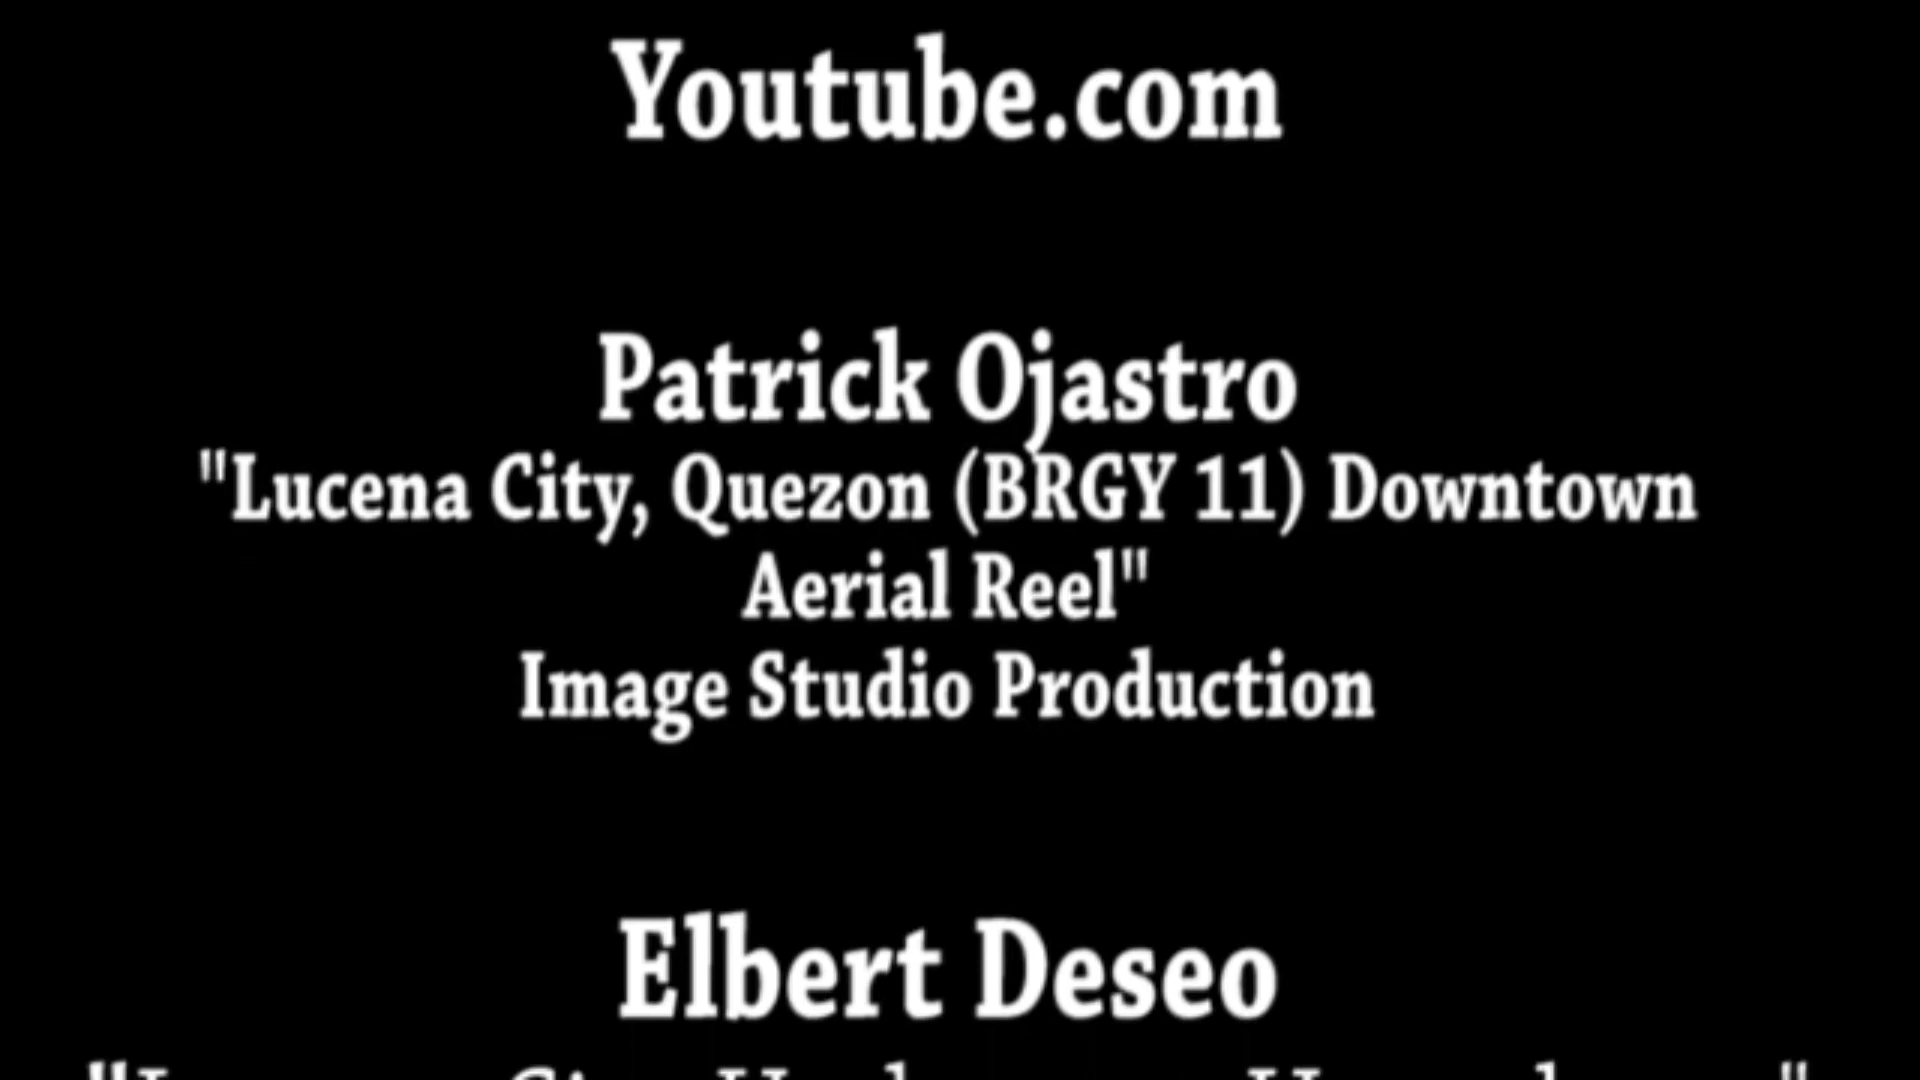 Youtube.com
Patrick Ojastro
"Lucena City, Quezon (BRGY 11) Downtown
Aerial Reel"
Image Studio Production
Elbert Deseo